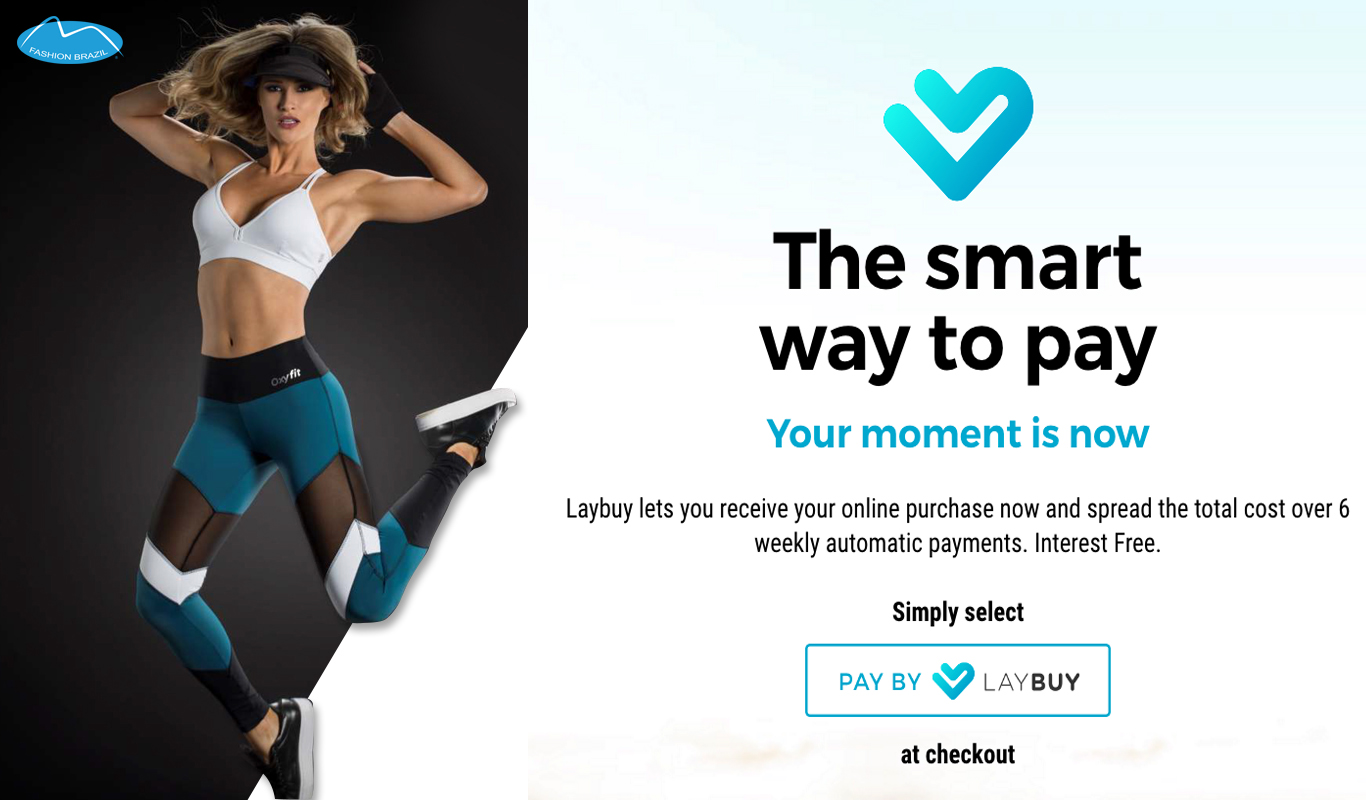 FASHION BRAZIL
Oxyfit
The smart
way to pay
Your moment is now
Laybuy lets you receive your online purchase now and spread the total cost over 6
weekly automatic payments. Interest Free.
Simply select
PAY BY LAYBUY
at checkout